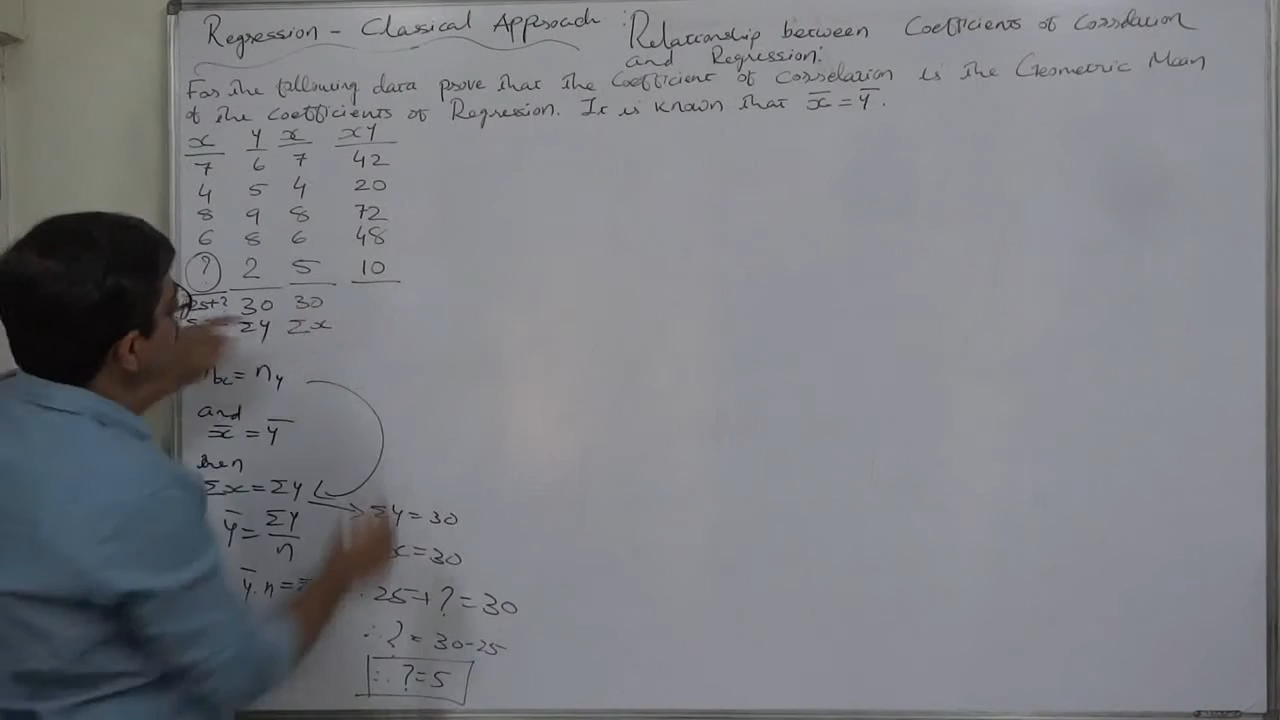 Regression - Classical Approach : Relationship between Coefficients of Correlation
and Regression:
For the following data prove that the Coefficient of Correlation is the Geometric Mean
of the Coefficients of Regression. It is known that x̄ = ȳ.
x y x xy
7 6 7 42
4 5 4 20
8 9 8 72
6 8 6 48
? 2 5 10
25+? 30 30
Σy Σx
= ny
and
x̄ = ȳ
then
Σx = Σy
ȳ = Σy/n
Σy = 30
ȳ.n =
= 30
25+? = 30
∴ ? = 30-25
∴ ? = 5